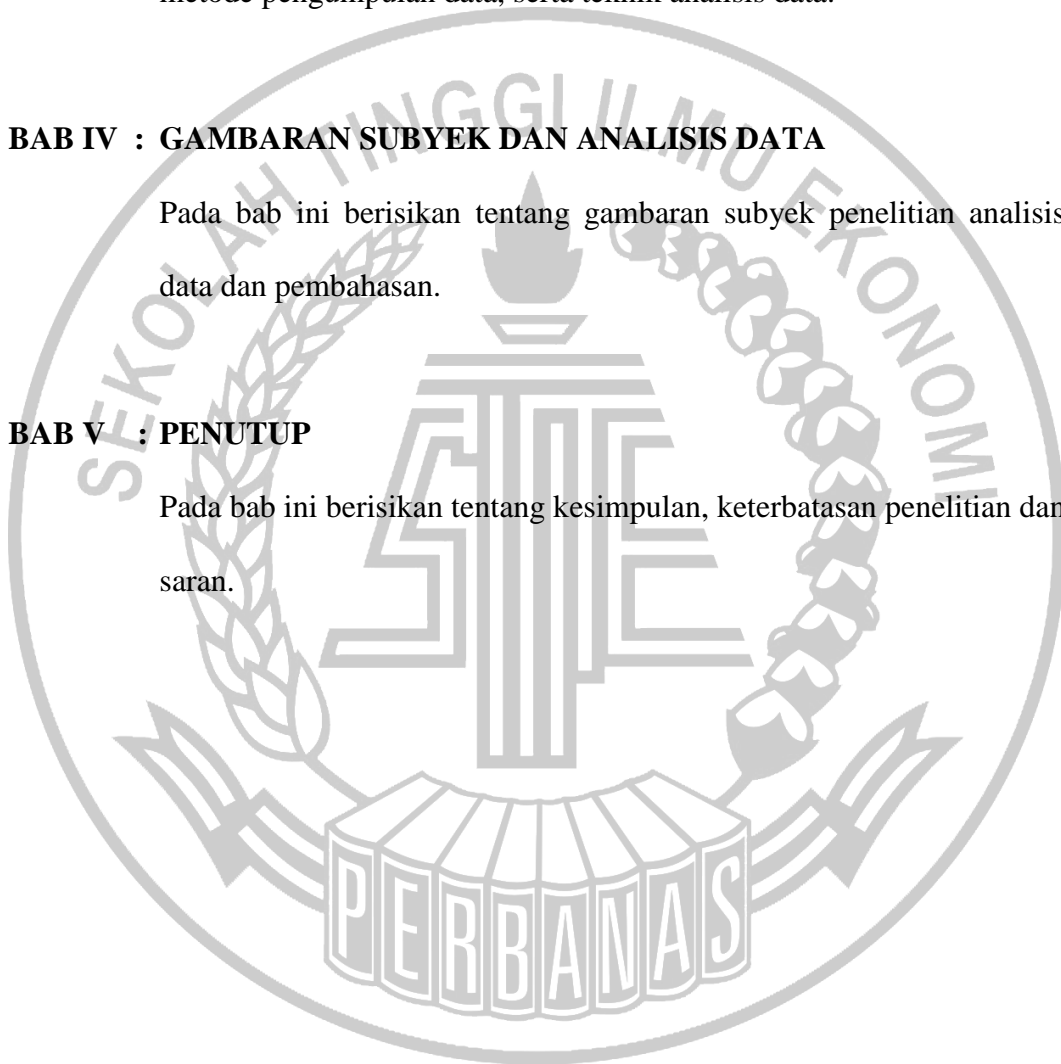 metode pengumpulan data, serta teknik analisis data.
SEKOLAH TINGGI ILMU EKONOMI
BAB IV : GAMBARAN SUBYEK DAN ANALISIS DATA
Pada bab ini berisikan tentang gambaran subyek penelitian analisis
data dan pembahasan.
BAB V : PENUTUP
Pada bab ini berisikan tentang kesimpulan, keterbatasan penelitian dan
saran.
PERBANAS